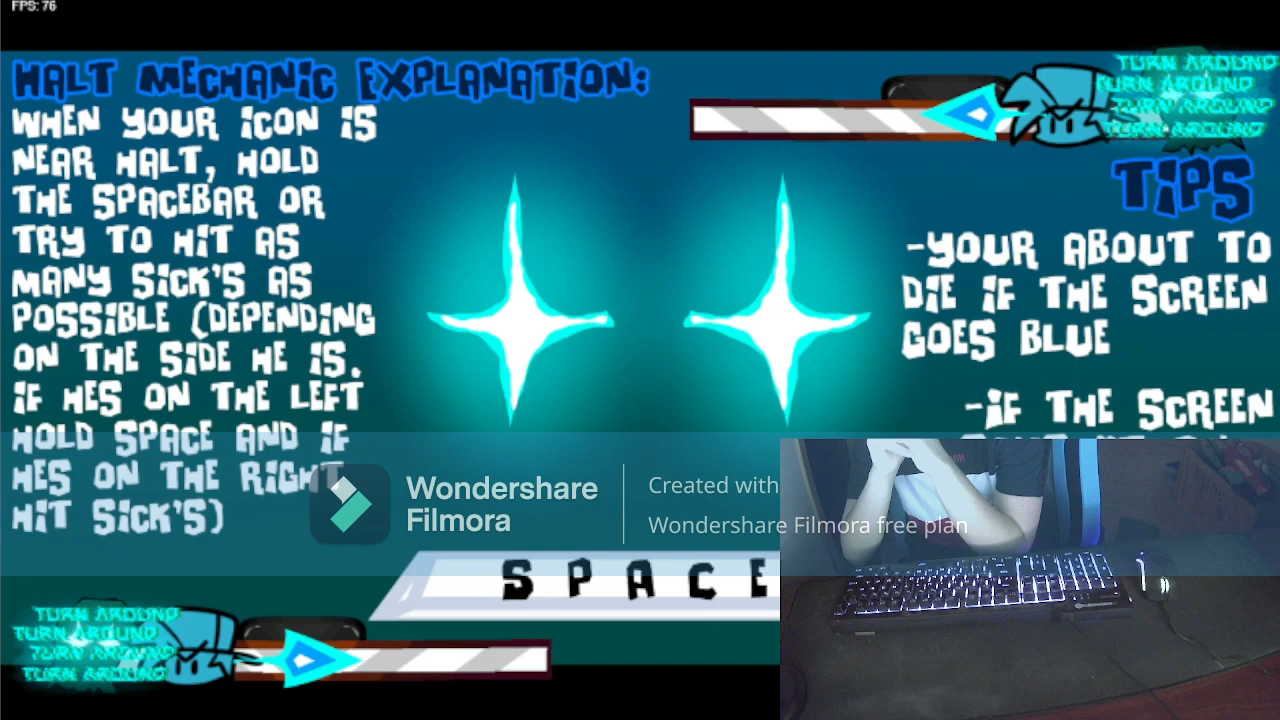 FPS: 76
HALT MECHANIC EXPLANATION:
WHEN YOUR ICON IS
NEAR HALT, HOLD
THE SPACEBAR OR
TRY TO HIT AS
MANY SICK'S AS
POSSIBLE (DEPENDING
ON THE SIDE HE IS.
IF HES ON THE LEFT
HOLD SPACE AND IF
HES ON THE RIGHT
HIT SICK'S)
TURN AROUND
TURN AROUND
TURN AROUND
TURN AROUND
TIPS
-YOUR ABOUT TO
DIE IF THE SCREEN
GOES BLUE
-IF THE SCREEN
Wondershare
Filmora
Created with
Wondershare Filmora free plan
SPACE
TURN AROUND
TURN AROUND
TURN AROUND
TURN AROUND